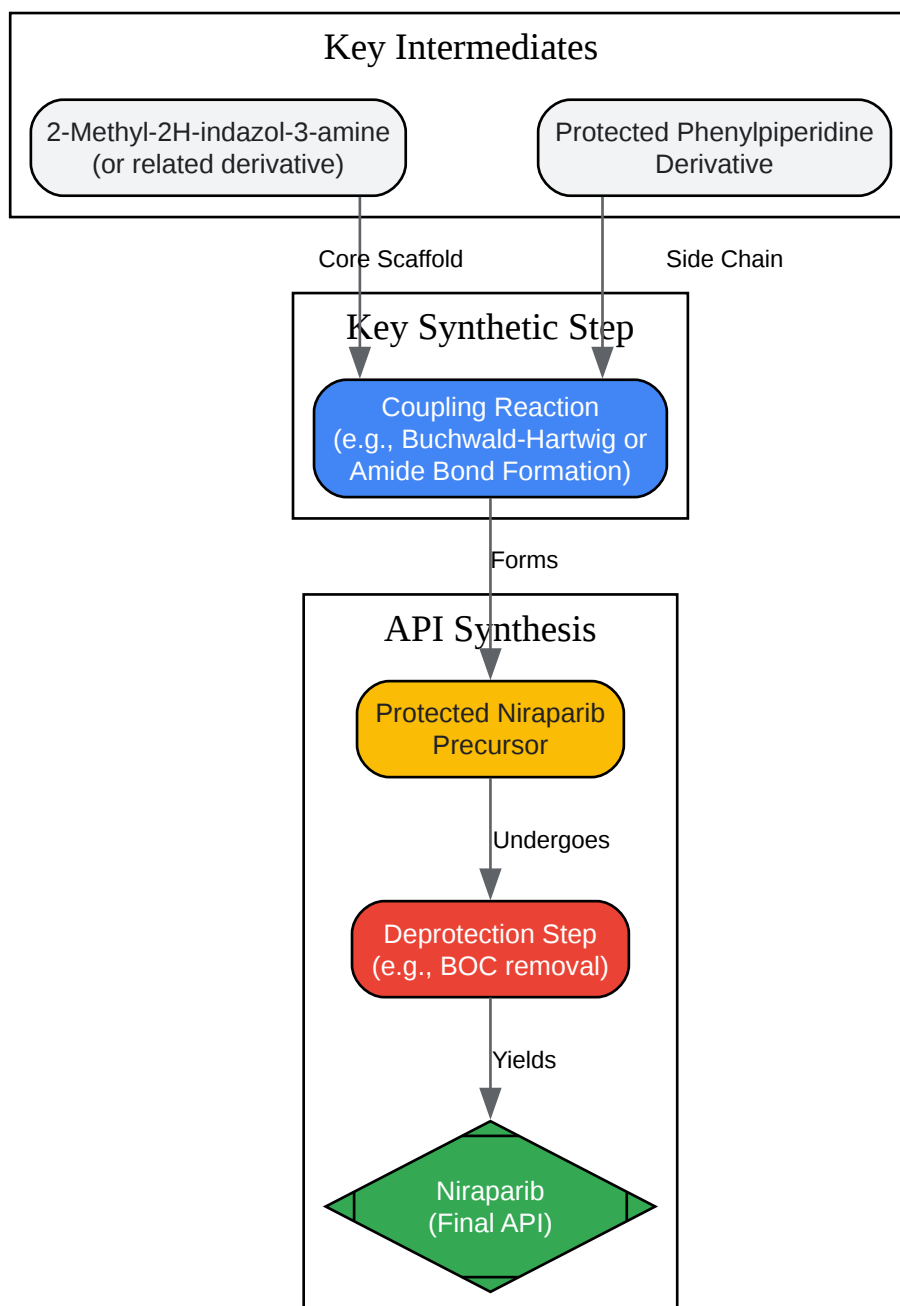 Key Intermediates
2-Methyl-2H-indazol-3-amine
(or related derivative)
Protected Phenylpiperidine
Derivative
Core Scaffold
Side Chain
Key Synthetic Step
Coupling Reaction
(e.g., Buchwald-Hartwig or
Amide Bond Formation)
Forms
API Synthesis
Protected Niraparib
Precursor
Undergoes
Deprotection Step
(e.g., BOC removal)
Yields
Niraparib
(Final API)